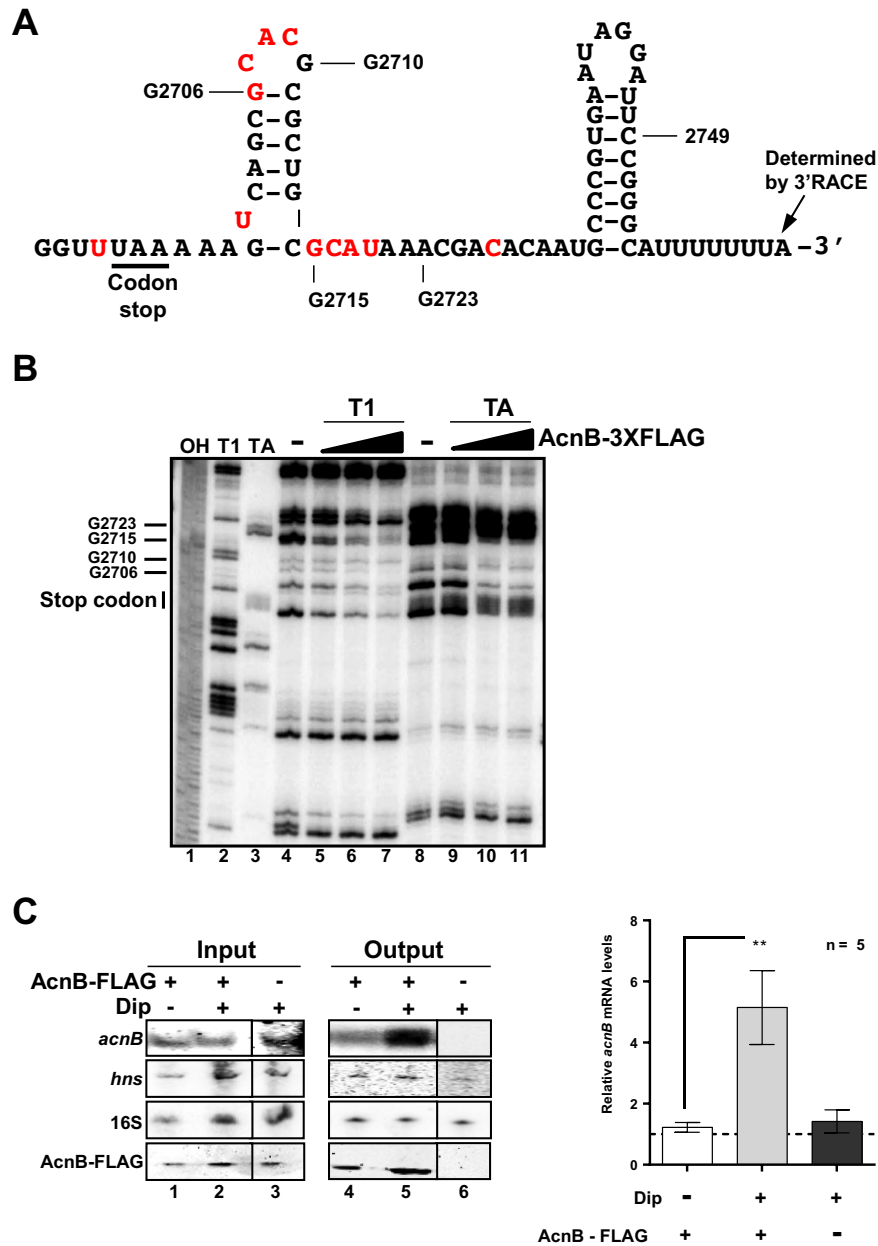 A
A C
C G G2710
G2706 G – C
C – G
G – C
A – U
C – G
U
GGUUUAAAAAG – CGCAUAAACGACACAAUG – CAUUUUUUUA – 3'
Codon
stop
G2715 G2723
A G
U G
A A
A U
G – U
U – C
G – C 2749
C – G
C – G
C – G
Determined
by 3'RACE
B
T1 TA
OH T1 TA - - AcnB-3XFLAG
G2723
G2715
G2710
G2706
Stop codon
1 2 3 4 5 6 7 8 9 10 11
C
Input Output
AcnB-FLAG + + - + + -
Dip - + + - + +
acnB
hns
16S
AcnB-FLAG
1 2 3 4 5 6
Relative acnB mRNA levels
8
6
4
2
0
** n = 5
Dip - + +
AcnB - FLAG + + -